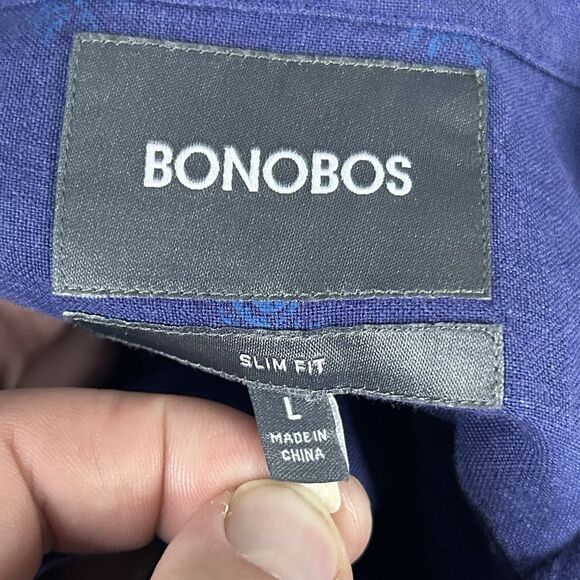 BONOBOS
SLIM FIT
L
MADE IN
CHINA